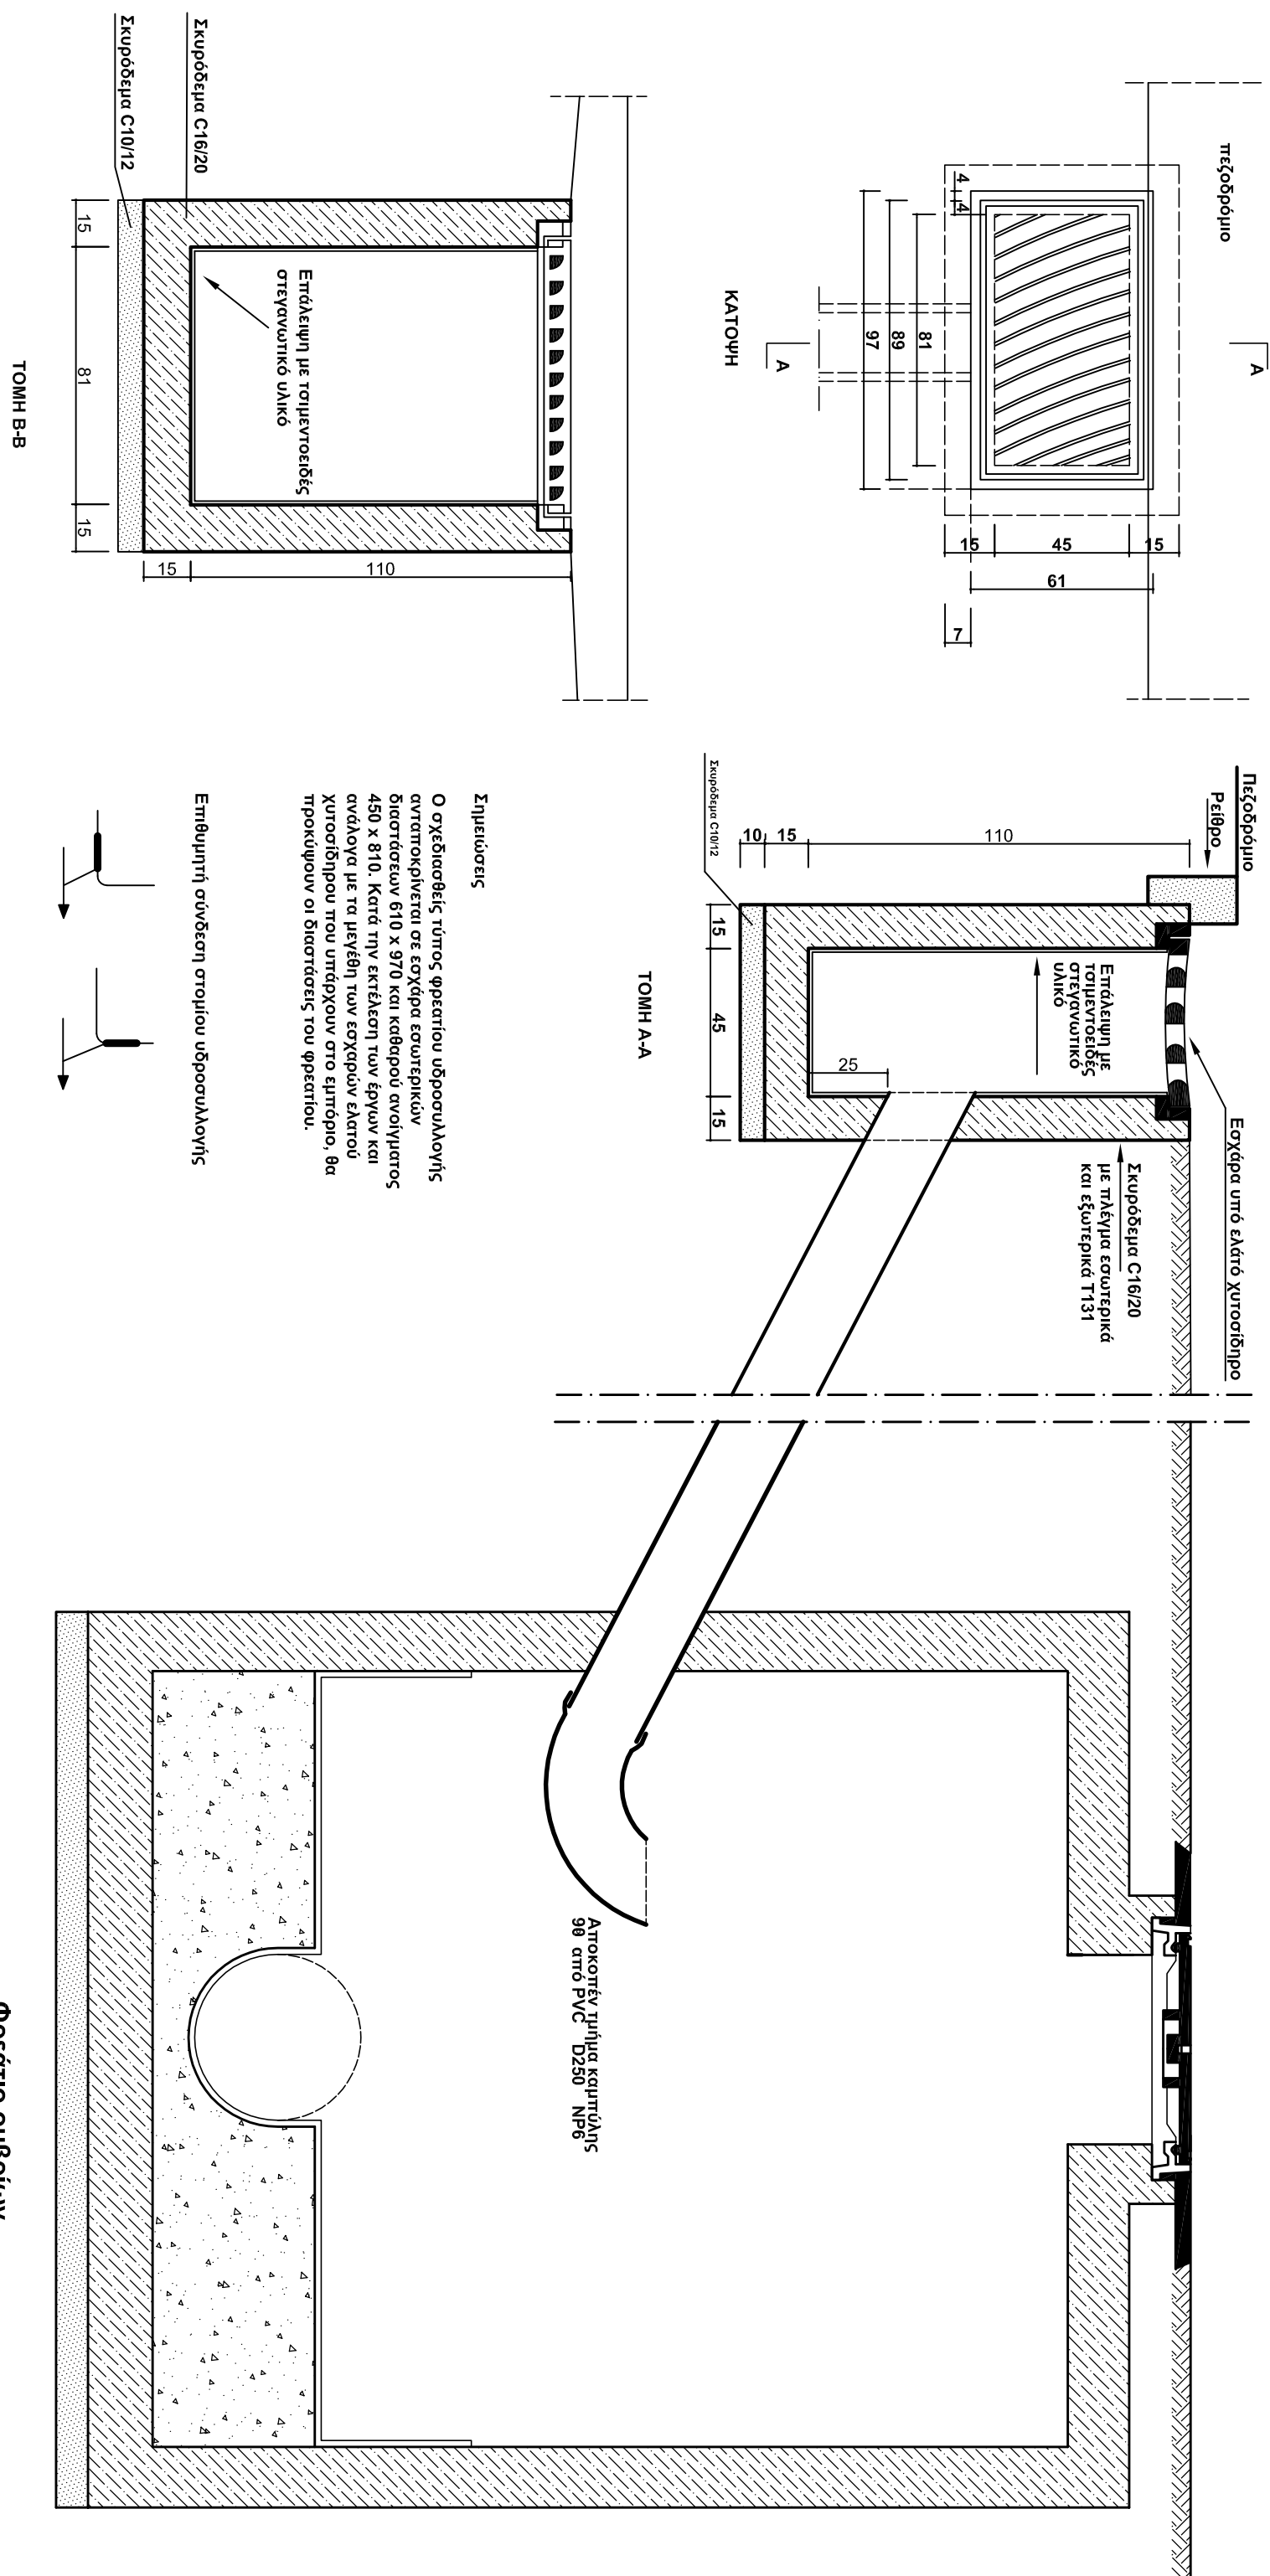 πεζοδρόμιο
A
4
4
81
89
97
15
45
15
61
7
A
ΚΑΤΟΨΗ
Σκυρόδεμα C16/20
Σκυρόδεμα C10/12
Επάλειψη με τσιμεντοειδές
στεγανωτικό υλικό
110
15
15
81
15
ΤΟΜΗ Β-Β
Πεζοδρόμιο
Ρείθρο
110
15
10
Σκυρόδεμα C10/12
Επάλειψη με
τσιμεντοειδές
στεγανωτικό
υλικό
25
15
45
15
ΤΟΜΗ Α-Α
Εσχάρα υπό ελάτό χυτοσίδηρο
Σκυρόδεμα C16/20
με πλέγμα εσωτερικά
και εξωτερικά Τ131
Σημειώσεις
Ο σχεδιασθείς τύπος φρεατίου υδροσυλλογής
ανταποκρίνεται σε εσχάρα εσωτερικών
διαστάσεων 610 x 970 και καθαρού ανοίγματος
450 x 810. Κατά την εκτέλεση των έργων και
ανάλογα με τα μεγέθη των εσχαρών ελατού
χυτοσίδηρου που υπάρχουν στο εμπόριο, θα
προκύψουν οι διαστάσεις του φρεατίου.
Επιθυμητή σύνδεση στομίου υδροσυλλογής
Αποκοπέν τμήμα καμπύλης
90 από PVC D250 NP6
Φρεάτιο ομβρίων